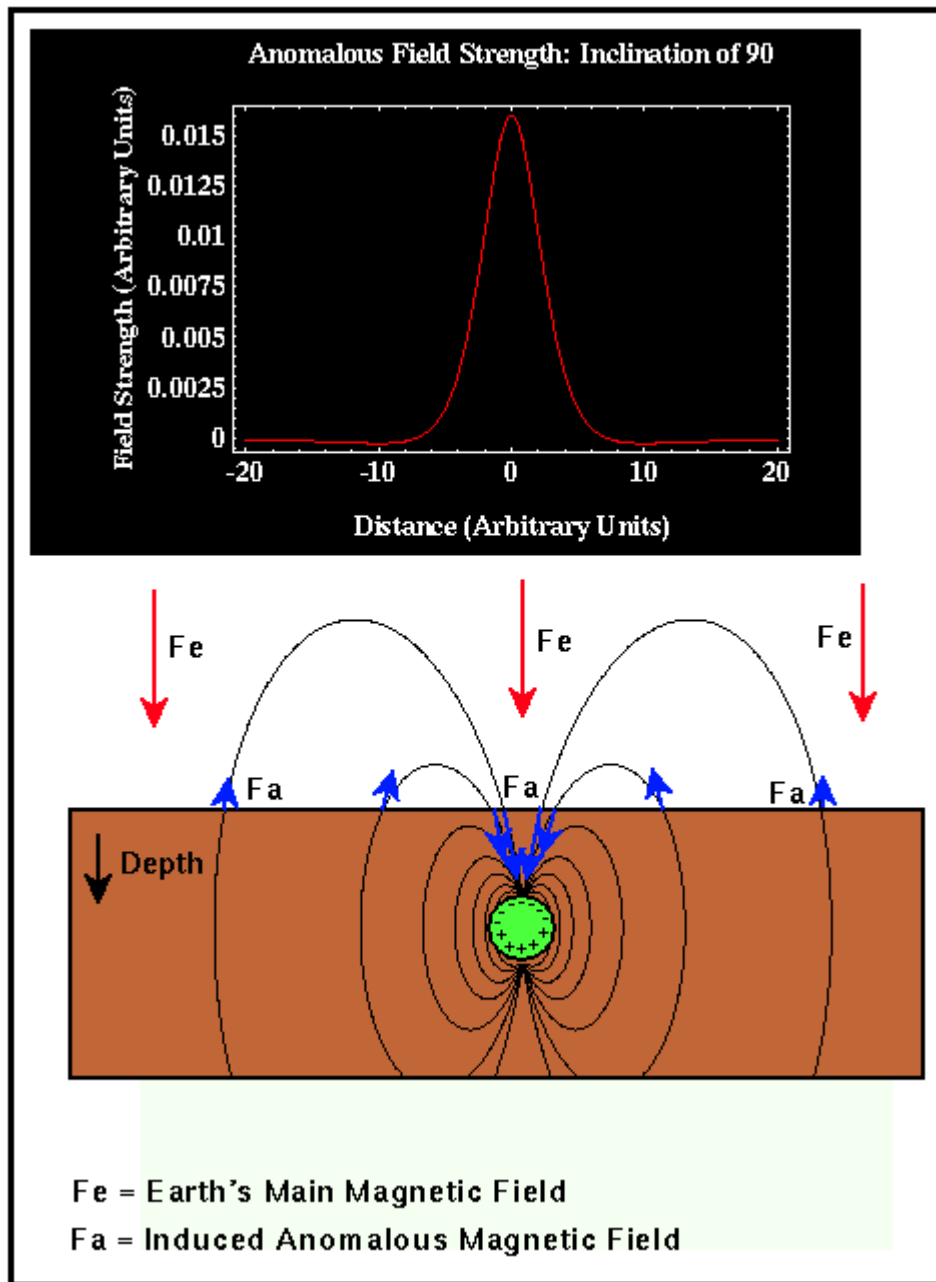 Anomalous Field Strength: Inclination of 90
Field Strength (Arbitrary Units)
0.015
0.0125
0.01
0.0075
0.005
0.0025
0
-20 -10 0 10 20
Distance (Arbitrary Units)
Fe Fe Fe
Fa Fa Fa
Depth
- - - - - - -
+ + + + + + +
Fe = Earth's Main Magnetic Field
Fa = Induced Anomalous Magnetic Field